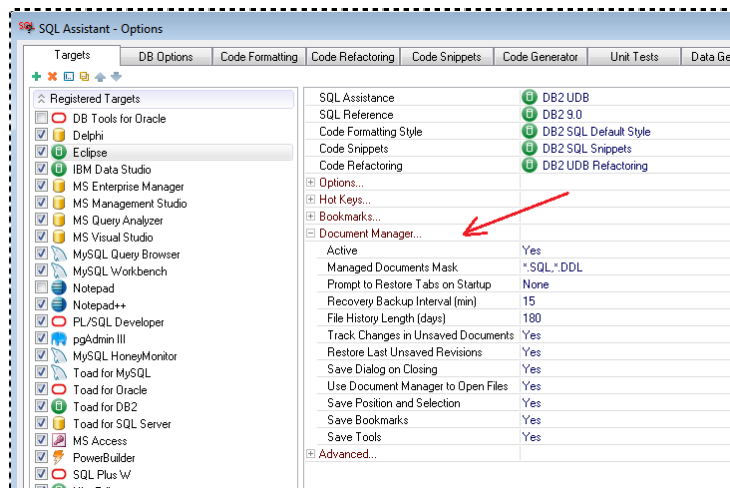 SQL Assistant - Options
Targets
DB Options
Code Formatting
Code Refactoring
Code Snippets
Code Generator
Unit Tests
Data Ge
Registered Targets
DB Tools for Oracle
Delphi
Eclipse
IBM Data Studio
MS Enterprise Manager
MS Management Studio
MS Query Analyzer
MS Visual Studio
MySQL Query Browser
MySQL Workbench
Notepad
Notepad++
PL/SQL Developer
pgAdmin III
MySQL HoneyMonitor
Toad for MySQL
Toad for Oracle
Toad for DB2
Toad for SQL Server
MS Access
PowerBuilder
SQL Plus W
SQL Assistance DB2 UDB
SQL Reference DB2 9.0
Code Formatting Style DB2 SQL Default Style
Code Snippets DB2 SQL Snippets
Code Refactoring DB2 UDB Refactoring
Options...
Hot Keys...
Bookmarks...
Document Manager...
Active Yes
Managed Documents Mask *.SQL,*.DDL
Prompt to Restore Tabs on Startup None
Recovery Backup Interval (min) 15
File History Length (days) 180
Track Changes in Unsaved Documents Yes
Restore Last Unsaved Revisions Yes
Save Dialog on Closing Yes
Use Document Manager to Open Files Yes
Save Position and Selection Yes
Save Bookmarks Yes
Save Tools Yes
Advanced...